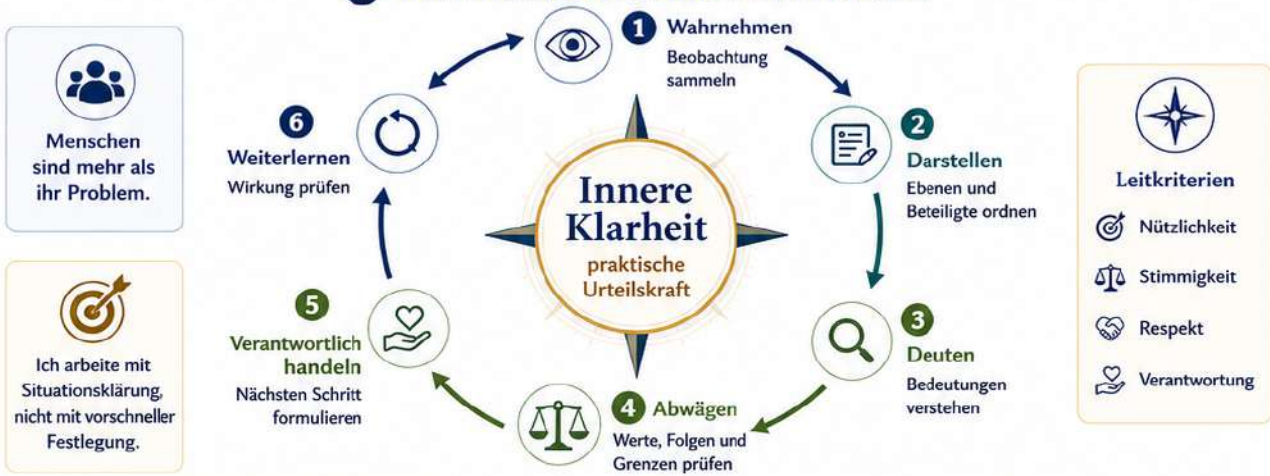 Menschen
sind mehr als
ihr Problem.
Ich arbeite mit
Situationsklärung,
nicht mit vorschneller
Festlegung.
1 Wahrnehmen
Beobachtung
sammeln
2
Darstellen
Ebenen und
Beteiligte ordnen
3
Deuten
Bedeutungen
verstehen
4 Abwägen
Werte, Folgen und
Grenzen prüfen
5
Verantwortlich
handeln
Nächsten Schritt
formulieren
6
Weiterlernen
Wirkung prüfen
Innere
Klarheit
praktische
Urteilskraft
Leitkriterien
Nützlichkeit
Stimmigkeit
Respekt
Verantwortung